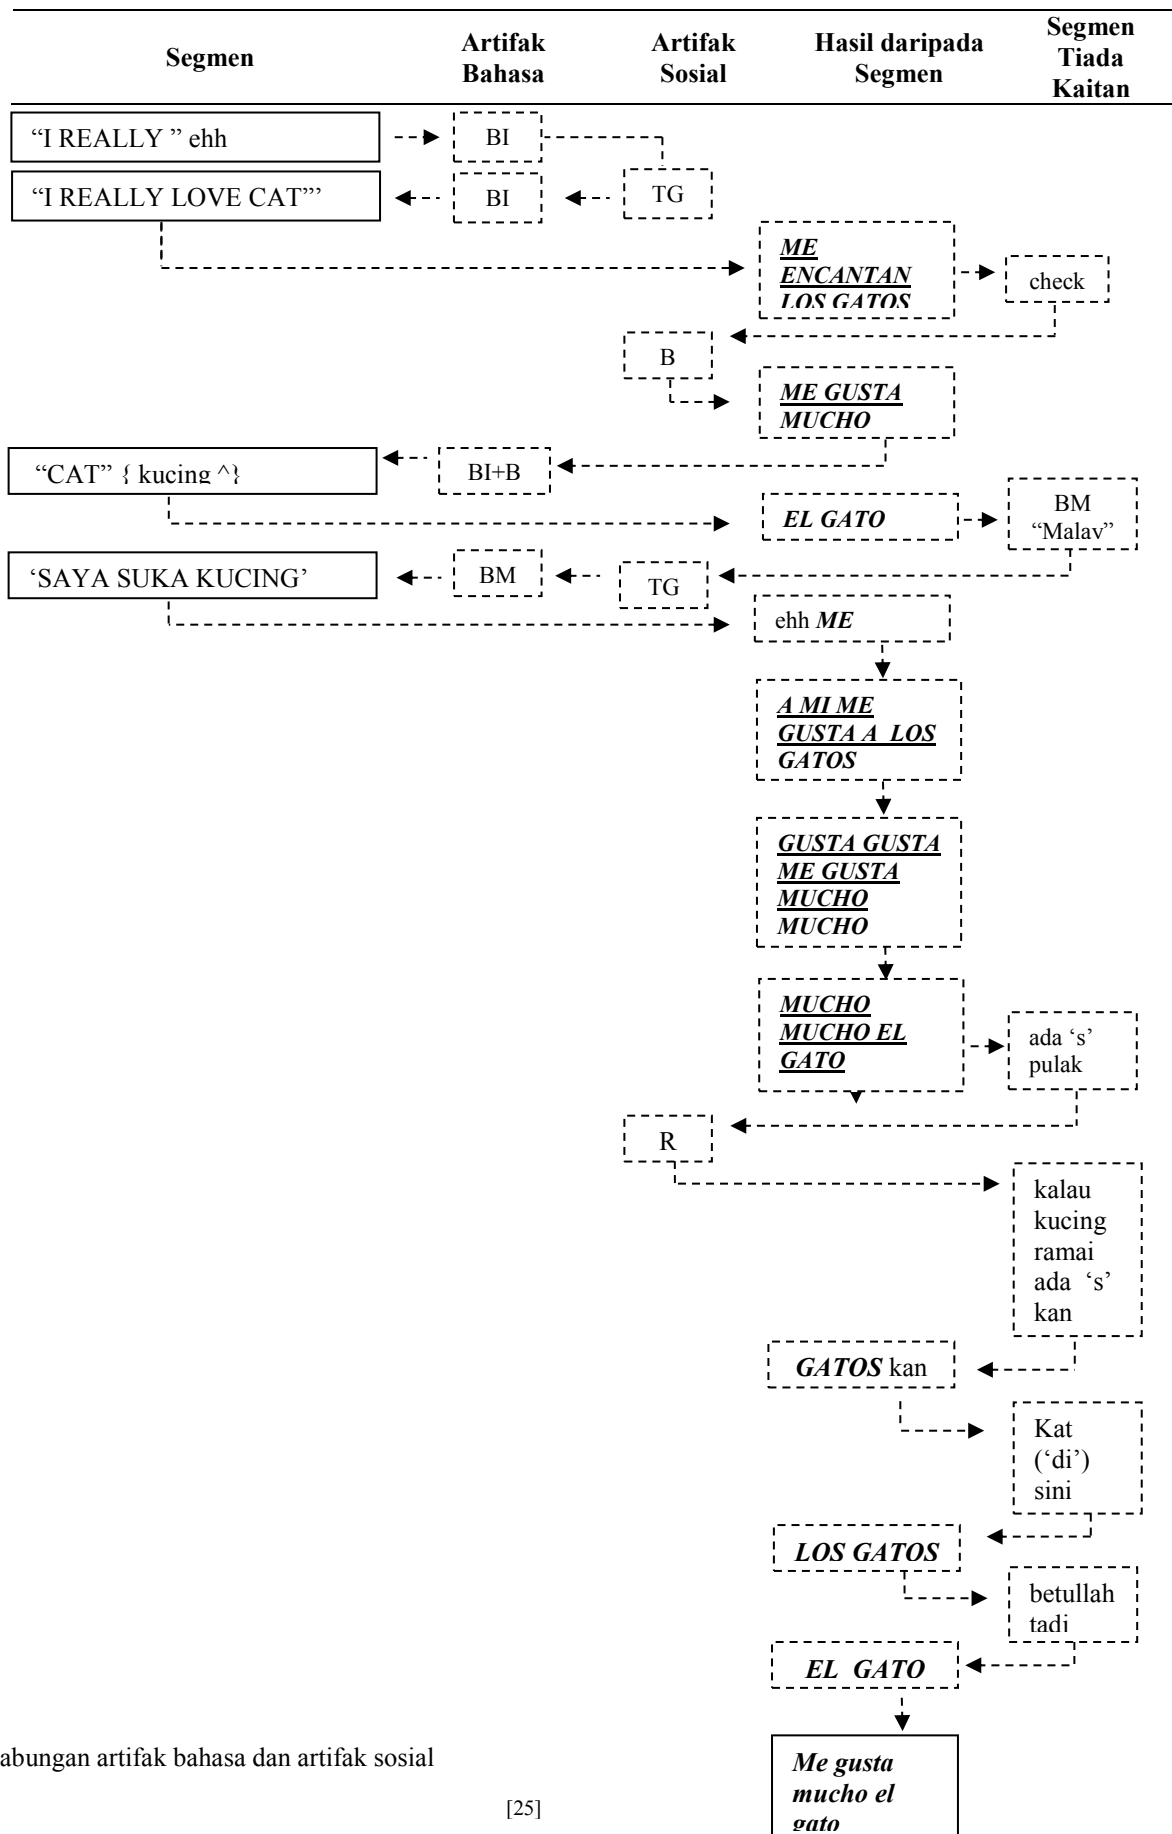 Segmen
Artifak
Bahasa
Artifak
Sosial
Hasil daripada
Segmen
Segmen
Tiada
Kaitan
“I REALLY ” ehh
BI
“I REALLY LOVE CAT”’
BI
TG
ME
ENCANTAN
LOS GATOS
check
B
ME GUSTA
MUCHO
“CAT” { kucing ^}
BI+B
EL GATO
BM
“Malay”
‘SAYA SUKA KUCING’
BM
TG
ehh ME
A MI ME
GUSTA A LOS
GATOS
GUSTA GUSTA
ME GUSTA
MUCHO
MUCHO
MUCHO
MUCHO EL
GATO
ada ‘s’
pulak
R
kalau
kucing
ramai
ada ‘s’
kan
GATOS kan
Kat
(‘di’)
sini
LOS GATOS
betullah
tadi
EL GATO
Me gusta
mucho el
gato
abungan artifak bahasa dan artifak sosial
[25]